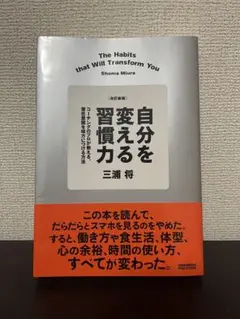 The Habits
that Will Transform You
Shoma Miura
〈改訂新版〉
自分を
変える
習慣力
コーチングのプロが教える、
潜在意識を味方につける方法
三浦 将
この本を読んで、
だらだらとスマホを見るのをやめた。
すると、働き方や食生活、体型、
心の余裕、時間の使い方、
すべてが変わった。